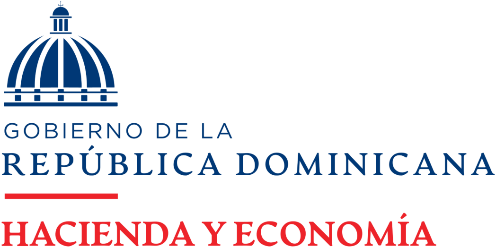 GOBIERNO DE LA
REPÚBLICA DOMINICANA
HACIENDA Y ECONOMÍA